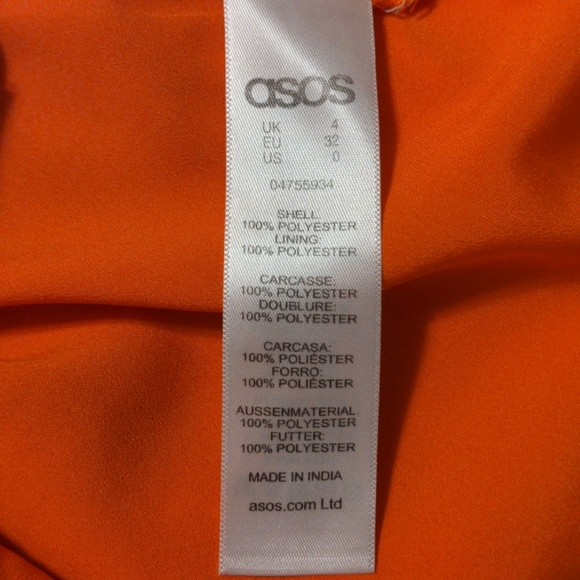 asos
UK 4
EU 32
US 0
04755934
SHELL:
100% POLYESTER
LINING:
100% POLYESTER
CARCASSE:
100% POLYESTER
DOUBLURE:
100% POLYESTER
CARCASA:
100% POLIÉSTER
FORRO:
100% POLIÉSTER
AUSSENMATERIAL
100% POLYESTER
FUTTER:
100% POLYESTER
MADE IN INDIA
asos.com Ltd